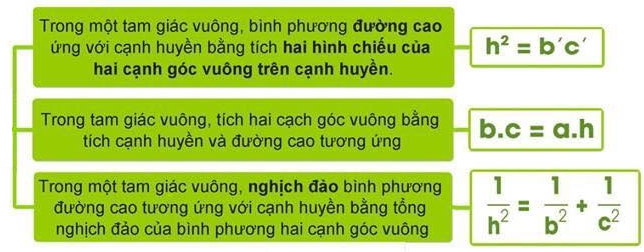 Trong một tam giác vuông, bình phương đường cao
ứng với cạnh huyền bằng tích hai hình chiếu của
hai cạnh góc vuông trên cạnh huyền.
h² = b′c′
Trong tam giác vuông, tích hai cạch góc vuông bằng
tích cạnh huyền và đường cao tương ứng
b.c = a.h
Trong một tam giác vuông, nghịch đảo bình phương
đường cao tương ứng với cạnh huyền bằng tổng
nghịch đảo của bình phương hai cạnh góc vuông
1/h² = 1/b² + 1/c²